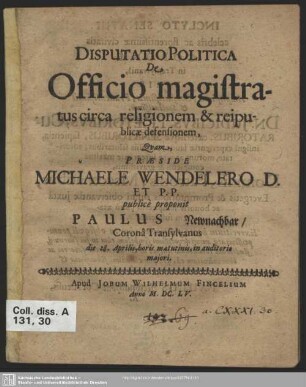 DISPUTATIO POLITICA
De
Officio magistra-
tus circa religionem & reipu-
blicæ defensionem,
Quam,
PRÆSIDE
MICHAELE WENDELERO D.
ET P.P.
publicè proponit
PAULUS Newnachbar/
Coronâ Transylvanus
die 18. Aprilis, horis matutinis, in auditorio
majori.
Apud JOBUM WILHELMUM FINCELIUM
Anno M. DC. LV.
Coll. diss. A
131, 30